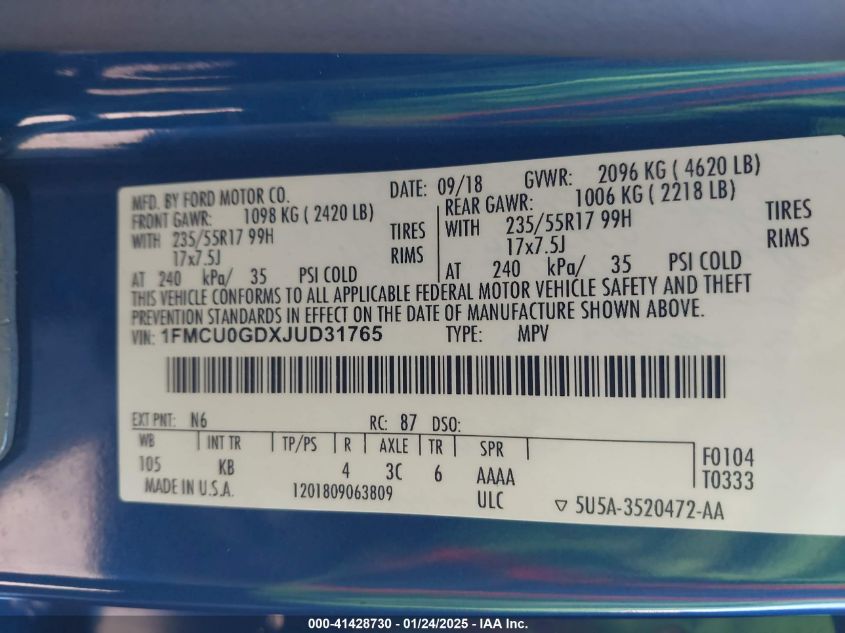 MFD. BY FORD MOTOR CO. DATE: 09/18 GVWR: 2096 KG ( 4620 LB)
FRONT GAWR: 1098 KG ( 2420 LB) REAR GAWR: 1006 KG ( 2218 LB)
WITH 235/55R17 99H TIRES WITH 235/55R17 99H TIRES
17x7.5J RIMS 17x7.5J RIMS
AT 240 kPa/ 35 PSI COLD AT 240 kPa/ 35 PSI COLD
THIS VEHICLE CONFORMS TO ALL APPLICABLE FEDERAL MOTOR VEHICLE SAFETY AND THEFT
PREVENTION STANDARDS IN EFFECT ON THE DATE OF MANUFACTURE SHOWN ABOVE.
VIN: 1FMCU0GDXJUD31765 TYPE: MPV
EXT PNT: N6 RC: 87 DSO:
WB INT TR TP/PS R AXLE TR SPR
105 KB 4 3C 6 AAAA F0104
T0333
MADE IN U.S.A. 1201809063809 ULC 5U5A-3520472-AA
000-41428730 - 01/24/2025 - IAA Inc.